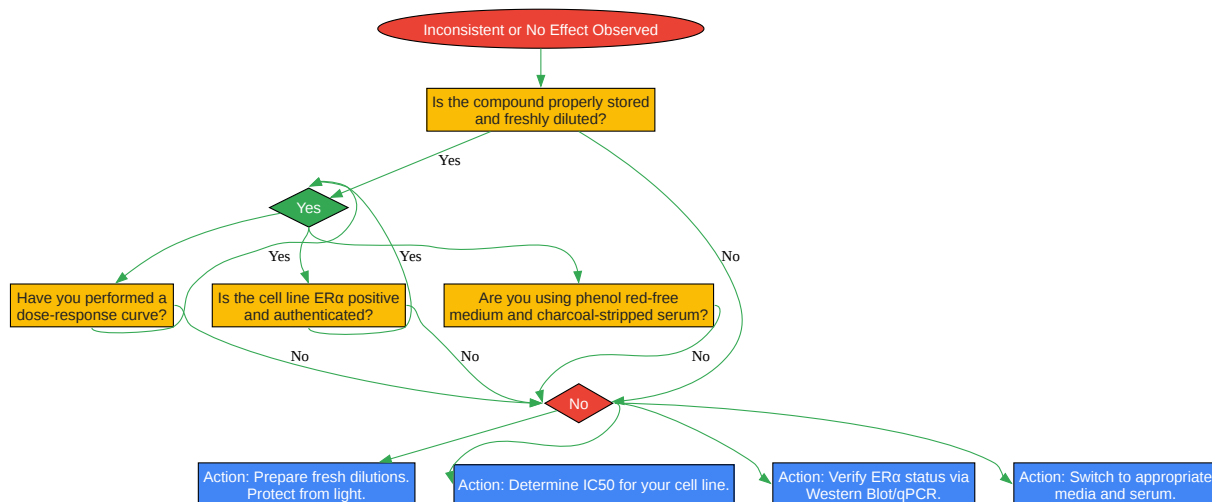 Inconsistent or No Effect Observed
Is the compound properly stored
and freshly diluted?
Yes
Yes
No
Yes
Yes
Have you performed a
dose-response curve?
Is the cell line ERα positive
and authenticated?
Are you using phenol red-free
medium and charcoal-stripped serum?
No
No
No
No
Action: Prepare fresh dilutions.
Protect from light.
Action: Determine IC50 for your cell line.
Action: Verify ERα status via
Western Blot/qPCR.
Action: Switch to appropriate
media and serum.